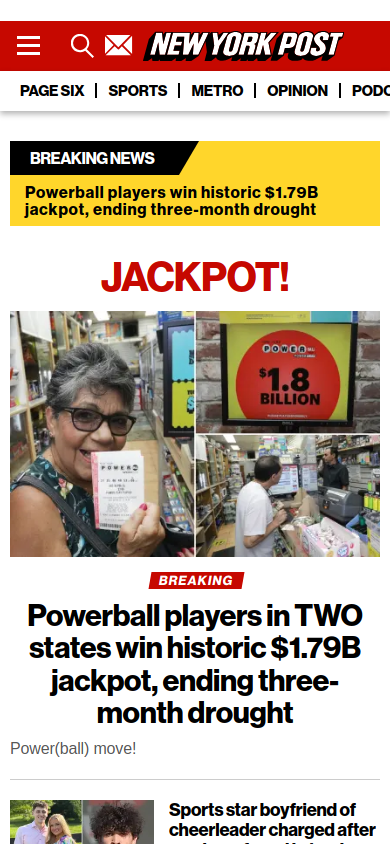 NEW YORK POST
PAGE SIX
SPORTS
METRO
OPINION
PODC
BREAKING NEWS
Powerball players win historic $1.79B
jackpot, ending three-month drought
JACKPOT!
POWER
POWER
$1.8
BILLION
BREAKING
Powerball players in TWO
states win historic $1.79B
jackpot, ending three-
month drought
Power(ball) move!
Sports star boyfriend of
cheerleader charged after